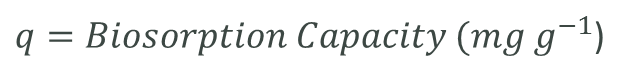 q = Biosorption Capacity (mg g⁻¹)